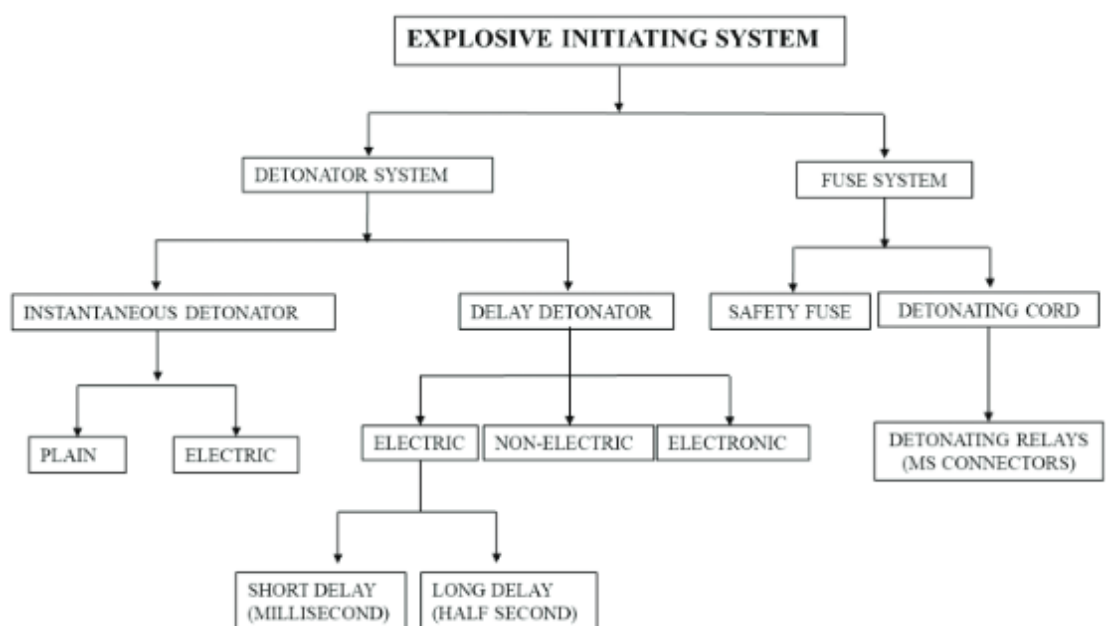 EXPLOSIVE INITIATING SYSTEM
DETONATOR SYSTEM
FUSE SYSTEM
INSTANTANEOUS DETONATOR
DELAY DETONATOR
SAFETY FUSE
DETONATING CORD
PLAIN
ELECTRIC
ELECTRIC
NON-ELECTRIC
ELECTRONIC
DETONATING RELAYS
(MS CONNECTORS)
SHORT DELAY
(MILLISECOND)
LONG DELAY
(HALF SECOND)